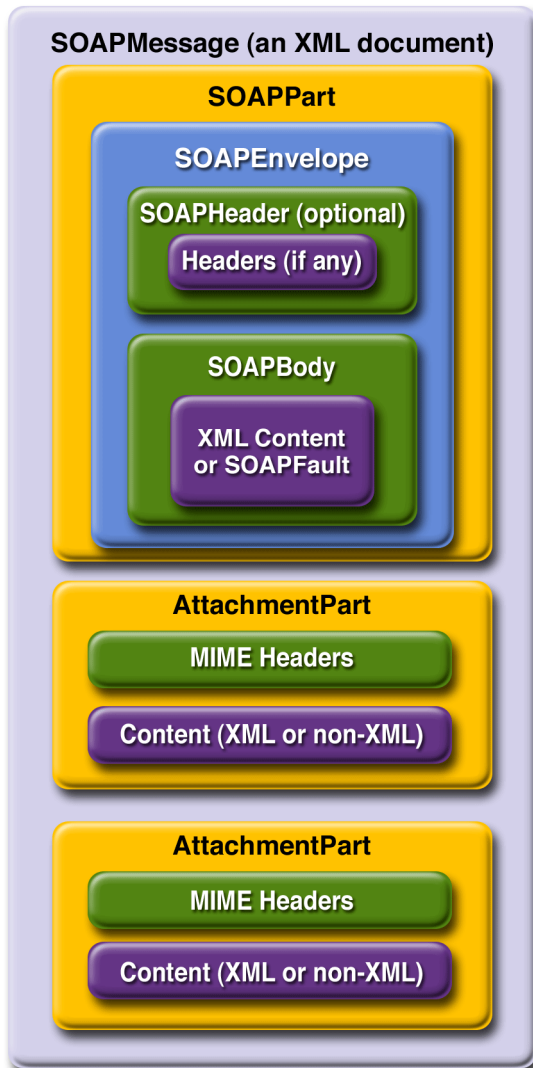 SOAPMessage (an XML document)
SOAPPart
SOAPEnvelope
SOAPHeader (optional)
Headers (if any)
SOAPBody
XML Content
or SOAPFault
AttachmentPart
MIME Headers
Content (XML or non-XML)
AttachmentPart
MIME Headers
Content (XML or non-XML)